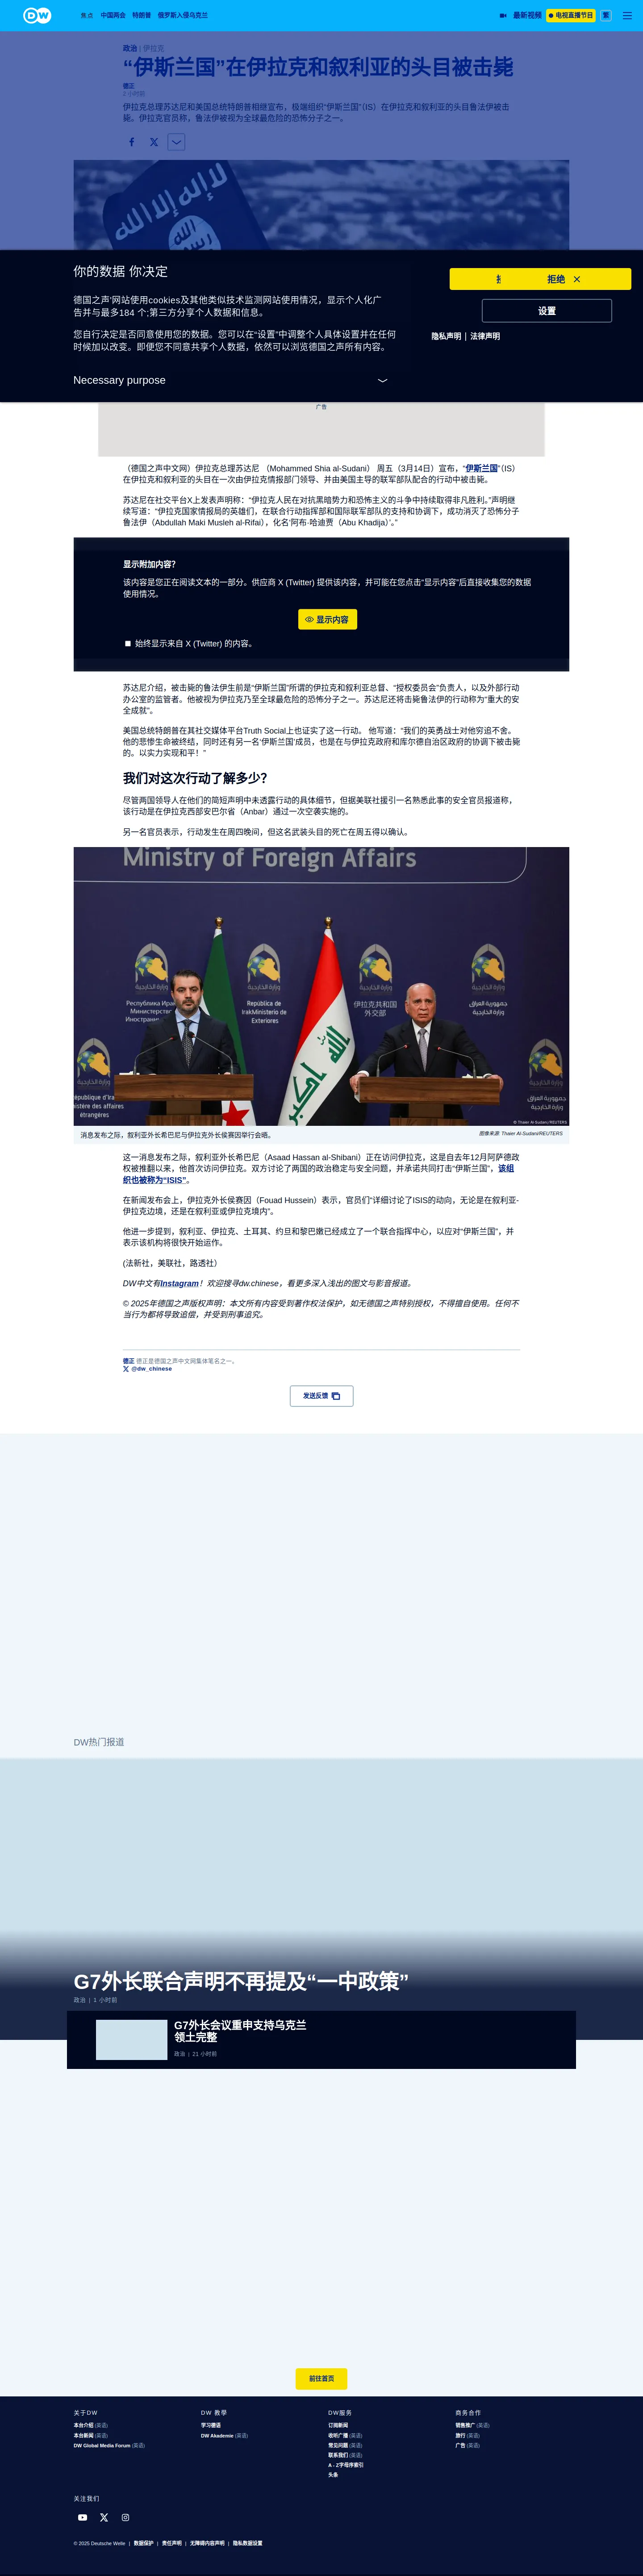 DW
焦点 中国两会 特朗普 俄罗斯入侵乌克兰
最新视频 电视直播节目 繁
政治 | 伊拉克
“伊斯兰国”在伊拉克和叙利亚的头目被击毙
德正
2 小时前
伊拉克总理苏达尼和美国总统特朗普相继宣布，极端组织“伊斯兰国”（IS）在伊拉克和叙利亚的头目鲁法伊被击
毙。伊拉克官员称，鲁法伊被视为全球最危险的恐怖分子之一。
你的数据 你决定
德国之声’网站使用cookies及其他类似技术监测网站使用情况，显示个人化广
告并与最多184 个;第三方分享个人数据和信息。
您自行决定是否同意使用您的数据。您可以在“设置”中调整个人具体设置并在任何
时候加以改变。即便您不同意共享个人数据，依然可以浏览德国之声所有内容。
Necessary purpose
拒绝
设置
隐私声明 | 法律声明
广告
（德国之声中文网）伊拉克总理苏达尼 （Mohammed Shia al-Sudani） 周五（3月14日）宣布，“伊斯兰国”（IS）
在伊拉克和叙利亚的头目在一次由伊拉克情报部门领导、并由美国主导的联军部队配合的行动中被击毙。
苏达尼在社交平台X上发表声明称：“伊拉克人民在对抗黑暗势力和恐怖主义的斗争中持续取得非凡胜利。”声明继
续写道：“伊拉克国家情报局的英雄们，在联合行动指挥部和国际联军部队的支持和协调下，成功消灭了恐怖分子
鲁法伊（Abdullah Maki Musleh al-Rifai），化名‘阿布·哈迪贾（Abu Khadija）’。”
显示附加内容？
该内容是您正在阅读文本的一部分。供应商 X (Twitter) 提供该内容，并可能在您点击“显示内容”后直接收集您的数据
使用情况。
显示内容
始终显示来自 X (Twitter) 的内容。
苏达尼介绍，被击毙的鲁法伊生前是“伊斯兰国”所谓的伊拉克和叙利亚总督、“授权委员会”负责人，以及外部行动
办公室的监管者。他被视为伊拉克乃至全球最危险的恐怖分子之一。苏达尼还将击毙鲁法伊的行动称为“重大的安
全成就”。
美国总统特朗普在其社交媒体平台Truth Social上也证实了这一行动。 他写道：“我们的英勇战士对他穷追不舍。
他的悲惨生命被终结，同时还有另一名‘伊斯兰国’成员，也是在与伊拉克政府和库尔德自治区政府的协调下被击毙
的。以实力实现和平！”
我们对这次行动了解多少？
尽管两国领导人在他们的简短声明中未透露行动的具体细节，但据美联社援引一名熟悉此事的安全官员报道称，
该行动是在伊拉克西部安巴尔省（Anbar）通过一次空袭实施的。
另一名官员表示，行动发生在周四晚间，但这名武装头目的死亡在周五得以确认。
Ministry of Foreign Affairs
República de
IrakMinisterio de
Exteriores
伊拉克共和国
外交部
جمهورية العراق
وزارة الخارجية
© Thaier Al-Sudani/REUTERS
消息发布之际，叙利亚外长希巴尼与伊拉克外长侯赛因举行会晤。
图像来源: Thaier Al-Sudani/REUTERS
这一消息发布之际，叙利亚外长希巴尼（Asaad Hassan al-Shibani）正在访问伊拉克，这是自去年12月阿萨德政
权被推翻以来，他首次访问伊拉克。双方讨论了两国的政治稳定与安全问题，并承诺共同打击“伊斯兰国”，该组
织也被称为“ISIS”。
在新闻发布会上，伊拉克外长侯赛因（Fouad Hussein）表示，官员们“详细讨论了ISIS的动向，无论是在叙利亚-
伊拉克边境，还是在叙利亚或伊拉克境内”。
他进一步提到，叙利亚、伊拉克、土耳其、约旦和黎巴嫩已经成立了一个联合指挥中心，以应对“伊斯兰国”，并
表示该机构将很快开始运作。
(法新社，美联社，路透社）
DW中文有Instagram！欢迎搜寻dw.chinese，看更多深入浅出的图文与影音报道。
© 2025年德国之声版权声明：本文所有内容受到著作权法保护，如无德国之声特别授权，不得擅自使用。任何不
当行为都将导致追偿，并受到刑事追究。
德正 德正是德国之声中文网集体笔名之一。
@dw_chinese
发送反馈
DW热门报道
G7外长联合声明不再提及“一中政策”
政治 | 1 小时前
G7外长会议重申支持乌克兰
领土完整
政治 | 21 小时前
前往首页
关于DW
本台介绍 (英语)
本台新闻 (英语)
DW Global Media Forum (英语)
DW 教學
学习德语
DW Akademie (英语)
DW服务
订阅新闻
收听广播 (英语)
常见问题 (英语)
联系我们 (英语)
A - Z字母序索引
头条
商务合作
销售推广 (英语)
旅行 (英语)
广告 (英语)
关注我们
© 2025 Deutsche Welle | 数据保护 | 责任声明 | 无障碍内容声明 | 隐私数据设置